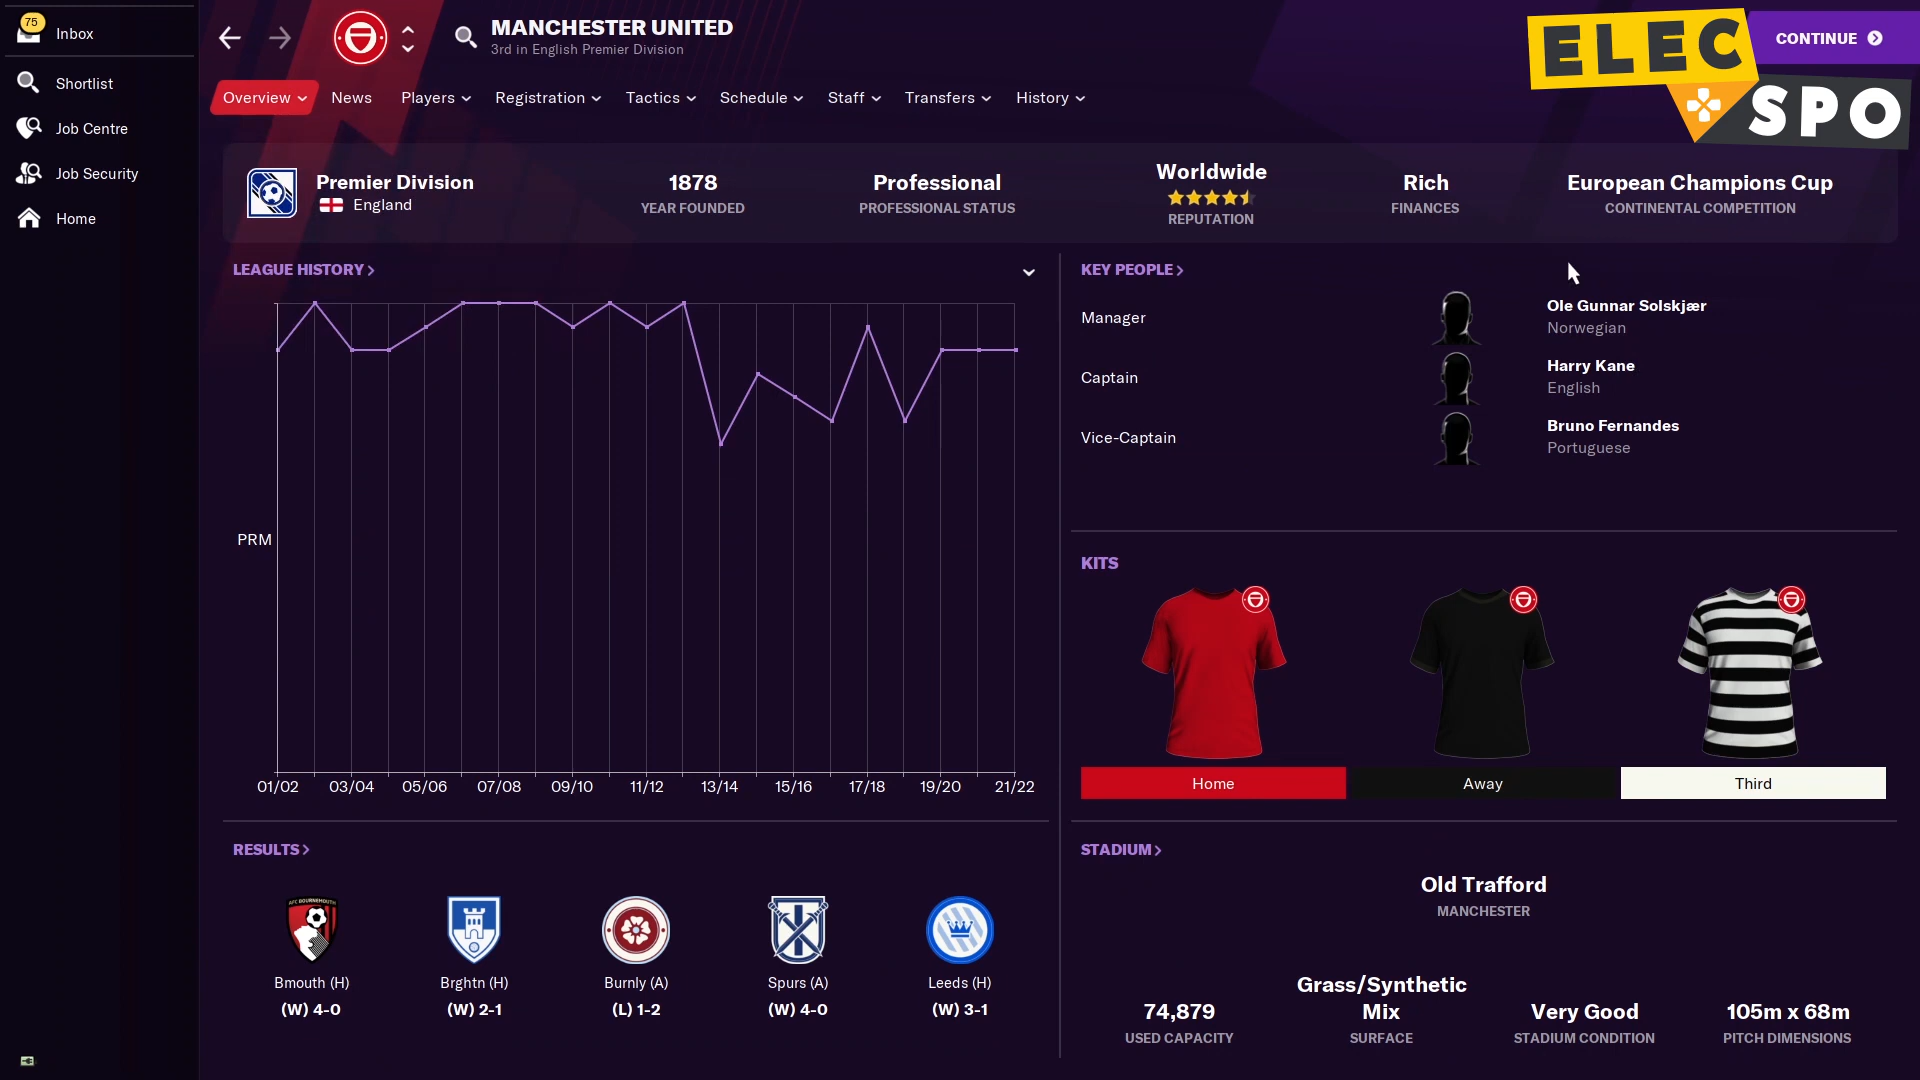 75
Inbox
Shortlist
Job Centre
Job Security
Home
MANCHESTER UNITED
3rd in English Premier Division
ELEC
SPO
CONTINUE
Overview News Players Registration Tactics Schedule Staff Transfers History
Premier Division
England
1878
YEAR FOUNDED
Professional
PROFESSIONAL STATUS
Worldwide
REPUTATION
Rich
FINANCES
European Champions Cup
CONTINENTAL COMPETITION
LEAGUE HISTORY
PRM
01/02 03/04 05/06 07/08 09/10 11/12 13/14 15/16 17/18 19/20 21/22
KEY PEOPLE
Manager
Ole Gunnar Solskjær
Norwegian
Captain
Harry Kane
English
Vice-Captain
Bruno Fernandes
Portuguese
KITS
Home Away Third
RESULTS
AFC BOURNEMOUTH
Bmouth (H)
(W) 4-0
Brghtn (H)
(W) 2-1
Burnly (A)
(L) 1-2
Spurs (A)
(W) 4-0
Leeds (H)
(W) 3-1
STADIUM
Old Trafford
MANCHESTER
74,879
USED CAPACITY
Grass/Synthetic
Mix
SURFACE
Very Good
STADIUM CONDITION
105m x 68m
PITCH DIMENSIONS